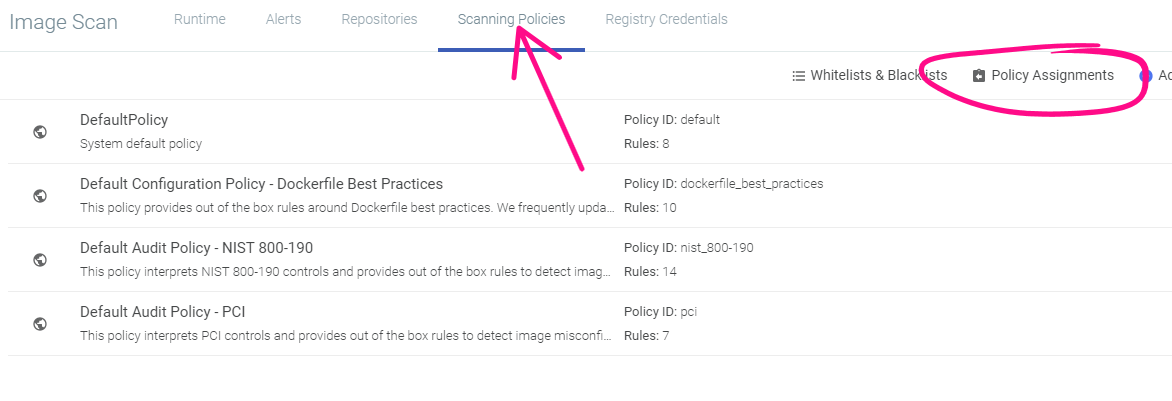 Image Scan
Runtime
Alerts
Repositories
Scanning Policies
Registry Credentials
Whitelists & Blacklists
Policy Assignments
DefaultPolicy
Policy ID: default
System default policy
Rules: 8
Default Configuration Policy - Dockerfile Best Practices
Policy ID: dockerfile_best_practices
This policy provides out of the box rules around Dockerfile best practices. We frequently upda...
Rules: 10
Default Audit Policy - NIST 800-190
Policy ID: nist_800-190
This policy interprets NIST 800-190 controls and provides out of the box rules to detect imag...
Rules: 14
Default Audit Policy - PCI
Policy ID: pci
This policy interprets PCI controls and provides out of the box rules to detect image misconfi...
Rules: 7